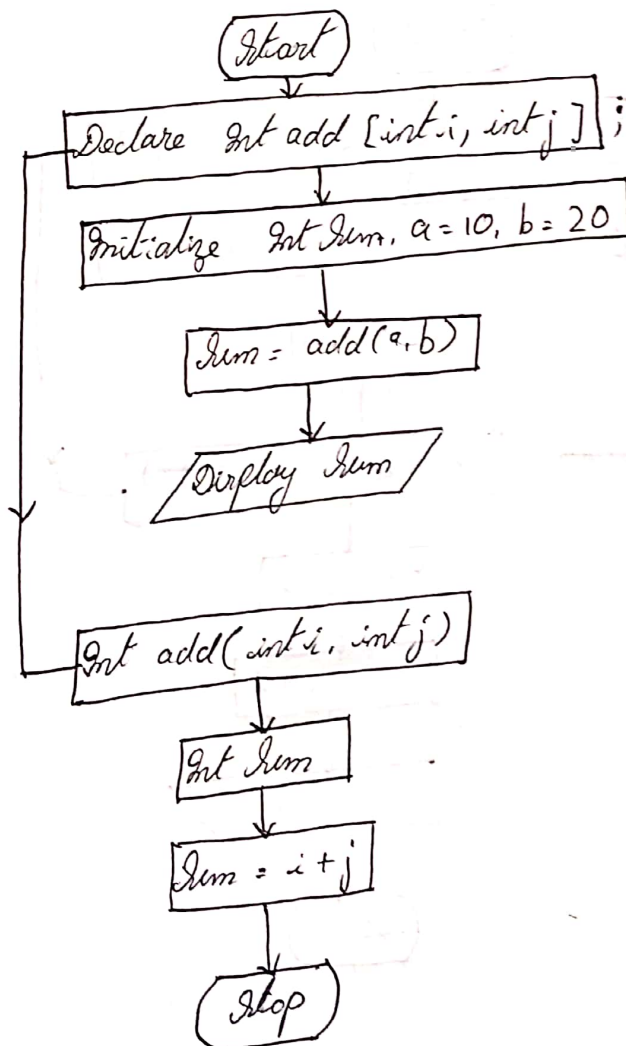 Start
Declare Int add [int i, int j] ;
Initialize Int Sum, a = 10, b = 20
Sum = add(a, b)
Display Sum
Int add(int i, int j)
Int Sum
Sum = i + j
Stop